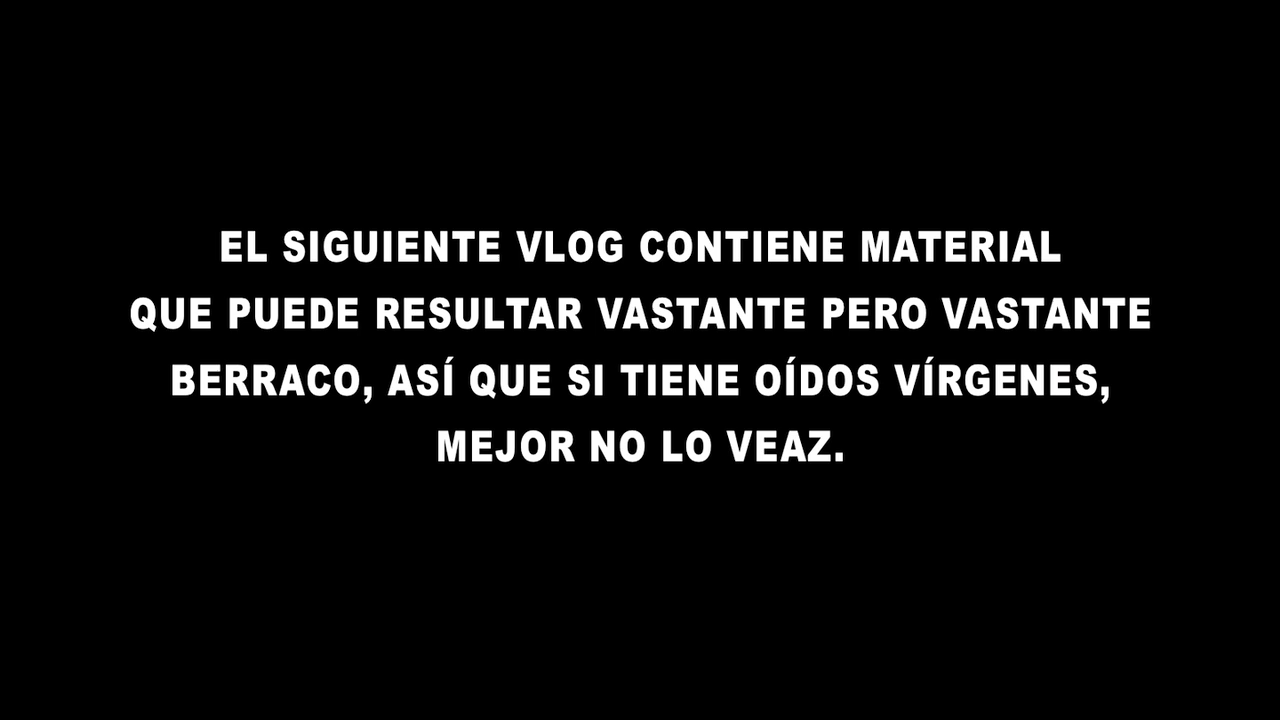 EL SIGUIENTE VLOG CONTIENE MATERIAL
QUE PUEDE RESULTAR VASTANTE PERO VASTANTE
BERRACO, ASÍ QUE SI TIENE OÍDOS VÍRGENES,
MEJOR NO LO VEAZ.